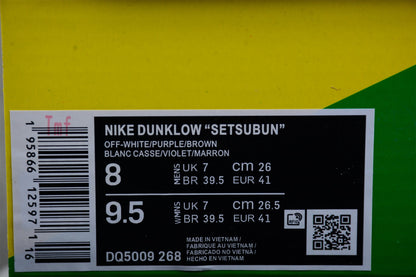 Tmf
1 95866 12597 1 16
NIKE DUNKLOW "SETSUBUN"
OFF-WHITE/PURPLE/BROWN
BLANC CASSE/VIOLET/MARRON
8 MENS UK 7 cm 26
BR 39.5 EUR 41
9.5 WMNS UK 7 cm 26.5
BR 39.5 EUR 41
DQ5009 268
MADE IN VIETNAM /
FABRIQUE AU VIETNAM /
FABRICADO NO VIETNÃ /
HECHO EN VIETNAM